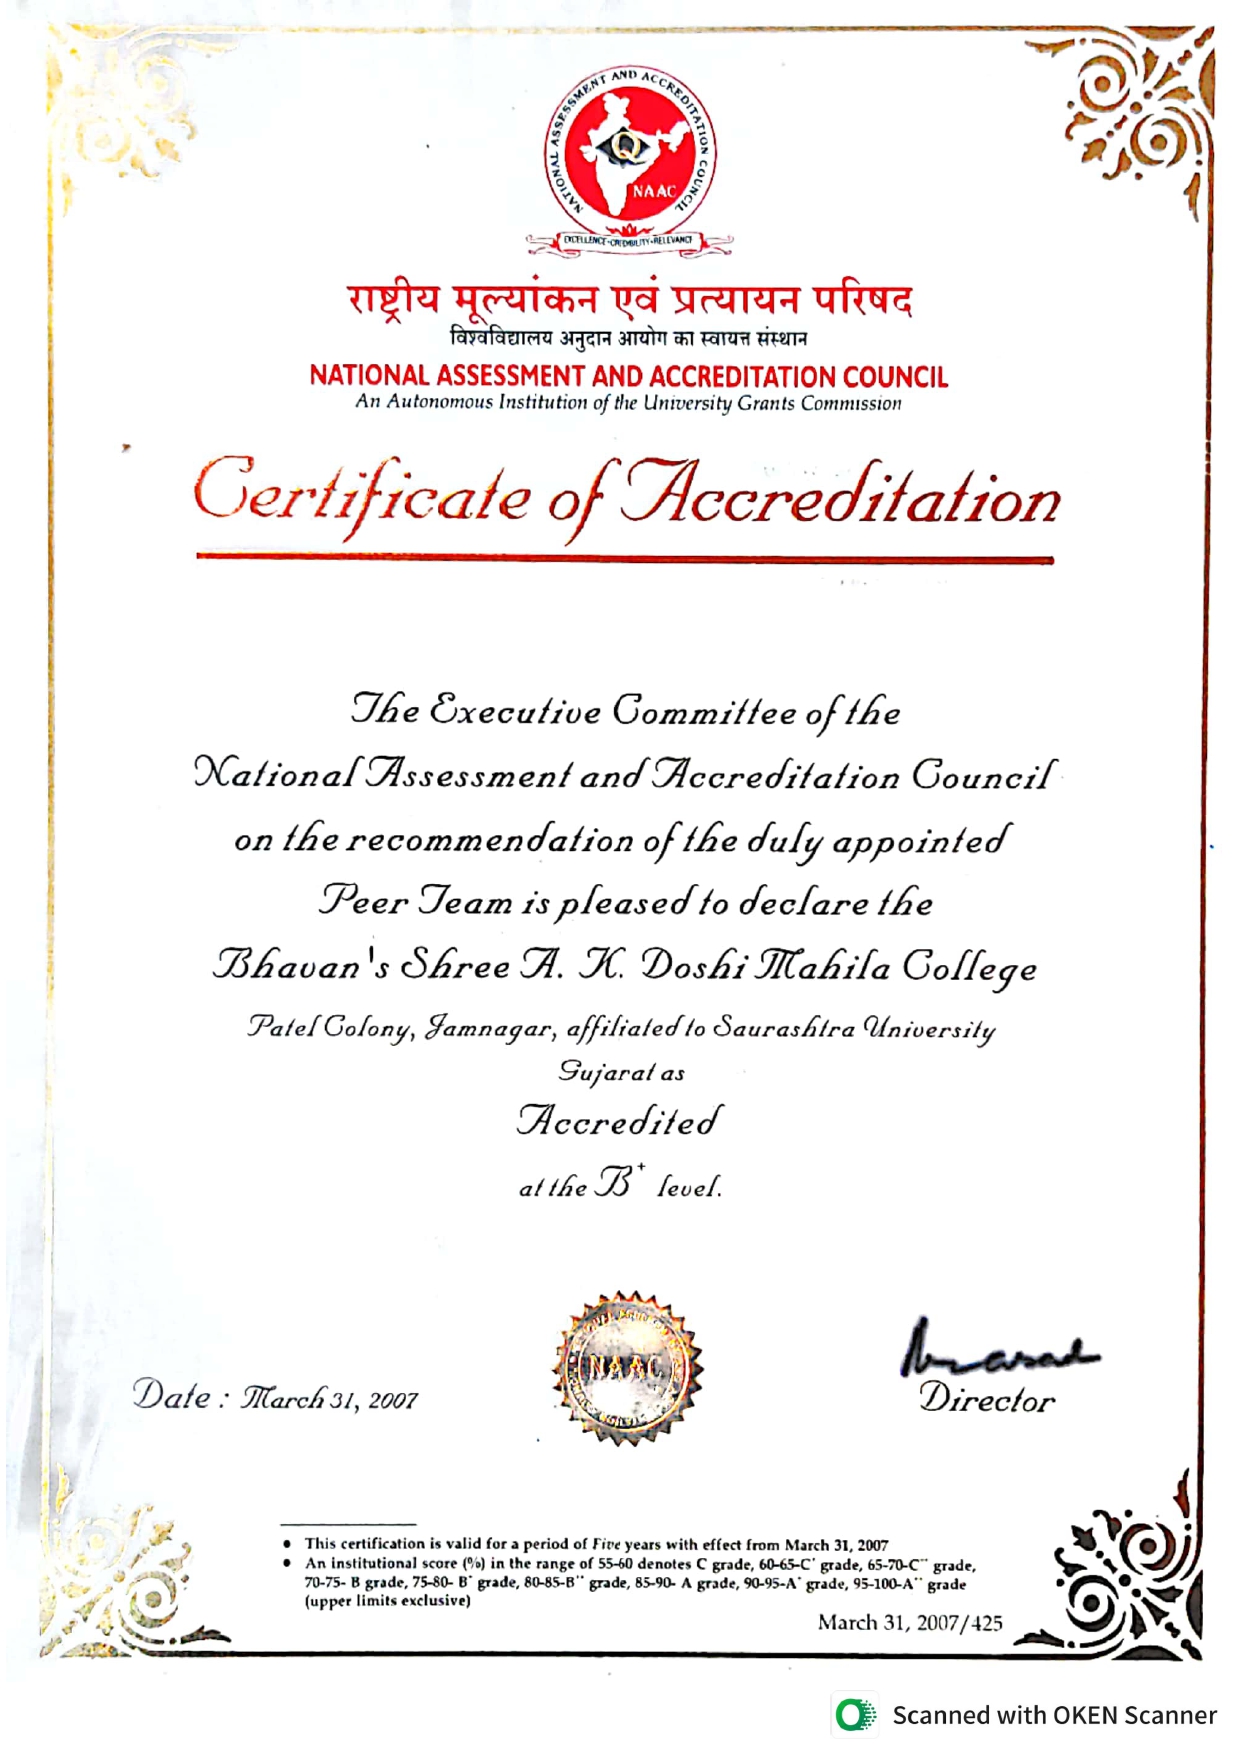 NATIONAL ASSESSMENT AND ACCREDITATION COUNCIL
Q
NAAC
EXCELLENCE • CREDIBILITY • RELEVANCE
राष्ट्रीय मूल्यांकन एवं प्रत्यायन परिषद
विश्वविद्यालय अनुदान आयोग का स्वायत्त संस्थान
NATIONAL ASSESSMENT AND ACCREDITATION COUNCIL
An Autonomous Institution of the University Grants Commission
Certificate of Accreditation
The Executive Committee of the
National Assessment and Accreditation Council
on the recommendation of the duly appointed
Peer Team is pleased to declare the
Bhavan's Shree A. K. Doshi Mahila College
Patel Colony, Jamnagar, affiliated to Saurashtra University
Gujarat as
Accredited
at the B⁺ level.
NAAC
Date : March 31, 2007
Director
• This certification is valid for a period of Five years with effect from March 31, 2007
• An institutional score (%) in the range of 55-60 denotes C grade, 60-65-C⁺ grade, 65-70-C⁺⁺ grade,
70-75- B grade, 75-80- B⁺ grade, 80-85-B⁺⁺ grade, 85-90- A grade, 90-95-A⁺ grade, 95-100-A⁺⁺ grade
(upper limits exclusive)
March 31, 2007/425
Scanned with OKEN Scanner